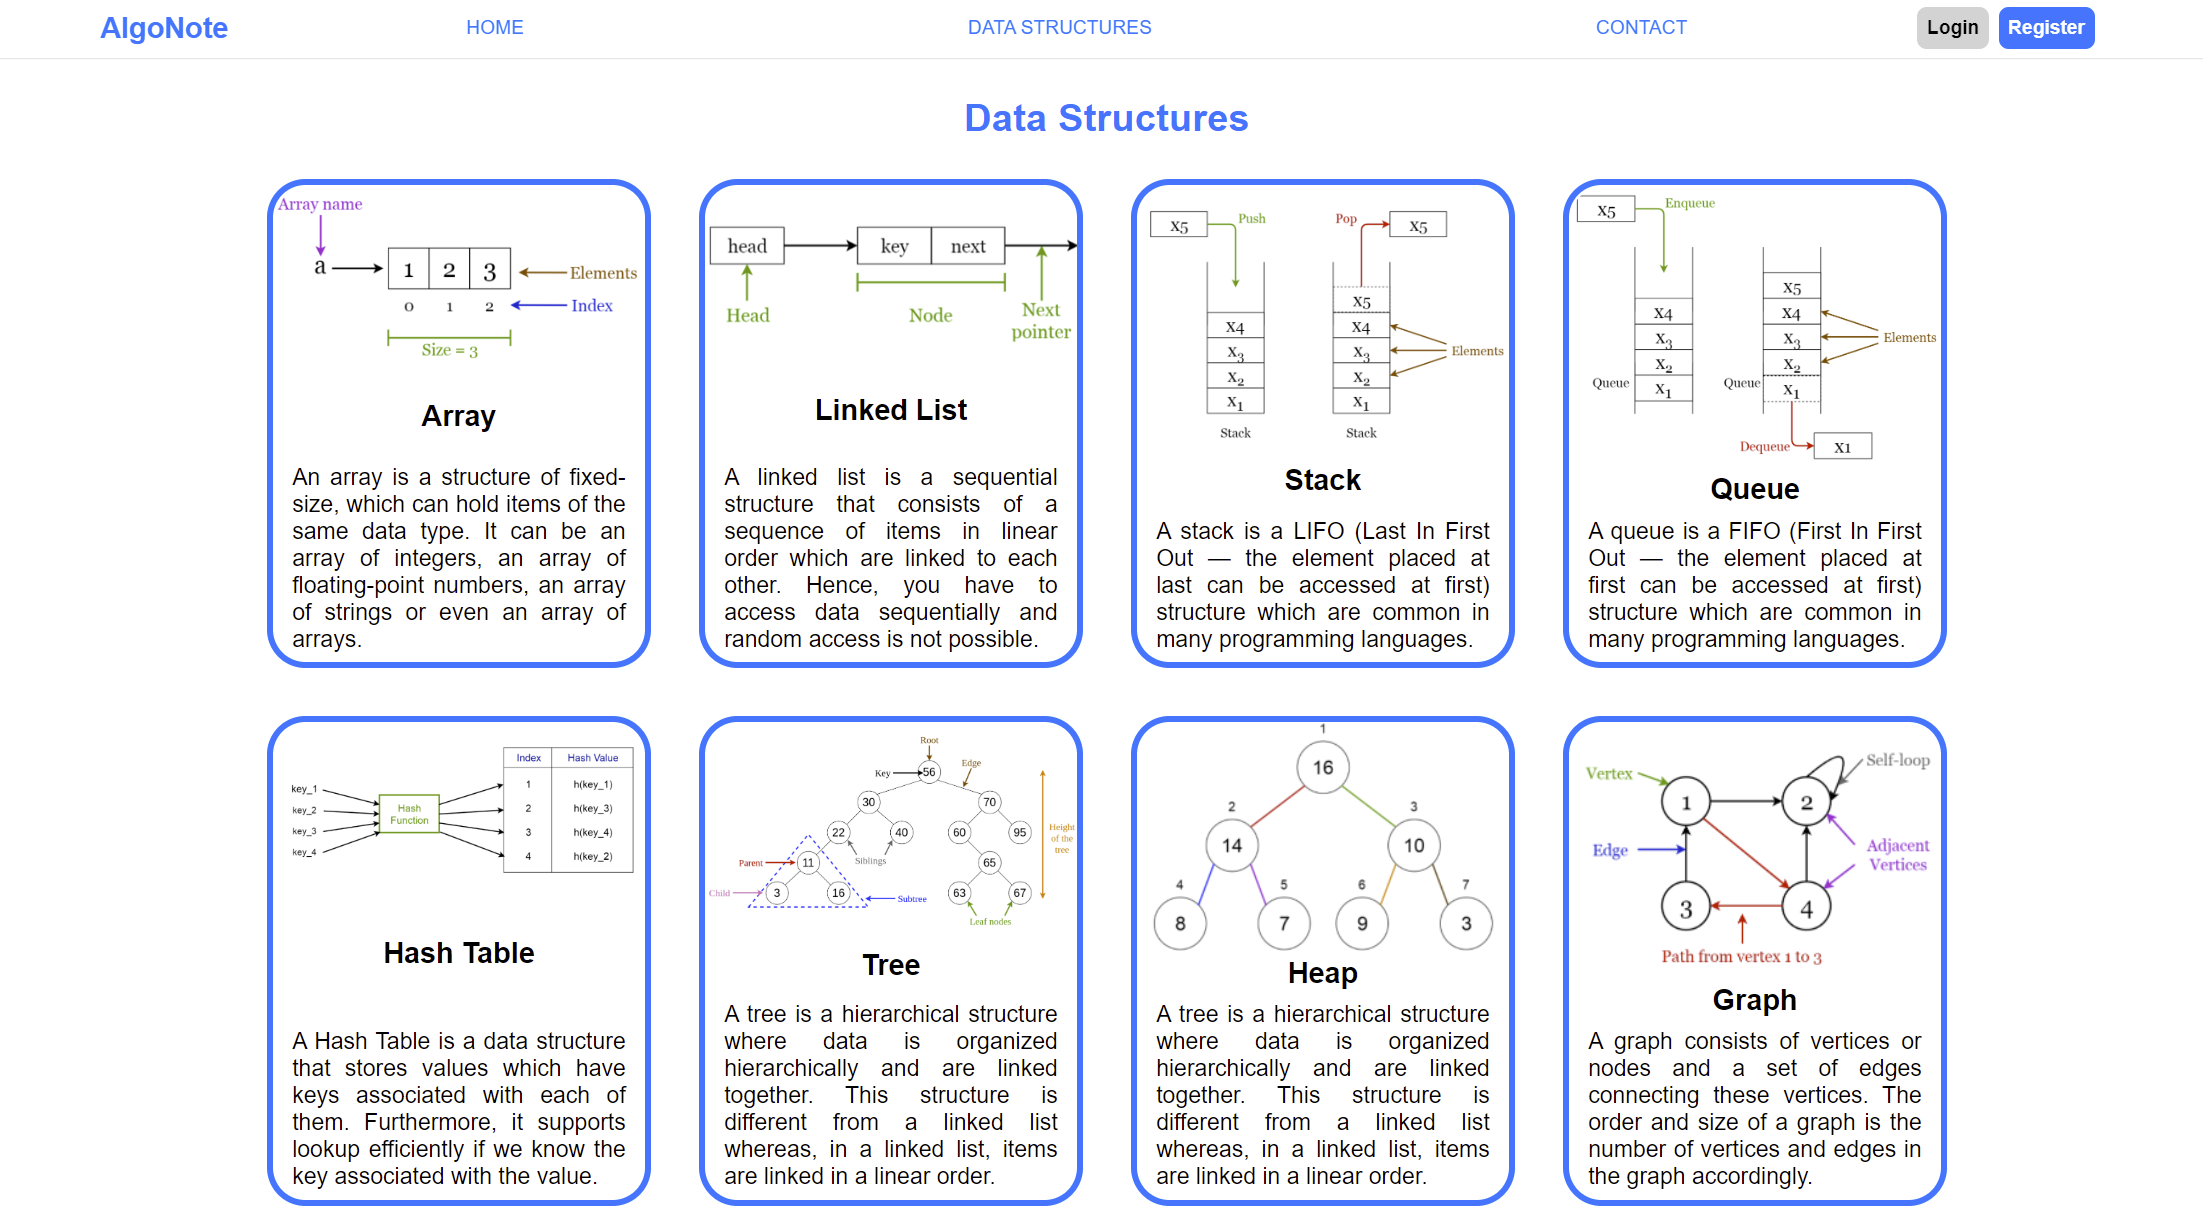 AlgoNote HOME DATA STRUCTURES CONTACT Login Register
Data Structures
Array name
a 1 2 3 Elements
0 1 2 Index
Size = 3
Array
An array is a structure of fixed-
size, which can hold items of the
same data type. It can be an
array of integers, an array of
floating-point numbers, an array
of strings or even an array of
arrays.
head key next
Head Node Next
pointer
Linked List
A linked list is a sequential
structure that consists of a
sequence of items in linear
order which are linked to each
other. Hence, you have to
access data sequentially and
random access is not possible.
X5 Push Pop X5
X5
X4 X4
X3 X3 Elements
X2 X2
X1 X1
Stack Stack
Stack
A stack is a LIFO (Last In First
Out — the element placed at
last can be accessed at first)
structure which are common in
many programming languages.
X5 Enqueue
X5
X4 X4
X3 X3 Elements
X2 X2
Queue X1 Queue X1
Dequeue X1
Queue
A queue is a FIFO (First In First
Out — the element placed at
first can be accessed at first)
structure which are common in
many programming languages.
Index Hash Value
key_1 1 h(key_1)
key_2 Hash 2 h(key_3)
key_3 Function 3 h(key_4)
key_4 4 h(key_2)
Hash Table
A Hash Table is a data structure
that stores values which have
keys associated with each of
them. Furthermore, it supports
lookup efficiently if we know the
key associated with the value.
Root
Key 56 Edge
30 70
22 40 60 95 Height
of the
tree
Siblings
Parent 11 65
Child 3 16 Subtree 63 67
Leaf nodes
Tree
A tree is a hierarchical structure
where data is organized
hierarchically and are linked
together. This structure is
different from a linked list
whereas, in a linked list, items
are linked in a linear order.
1
16
2 3
14 10
4 5 6 7
8 7 9 3
Heap
A tree is a hierarchical structure
where data is organized
hierarchically and are linked
together. This structure is
different from a linked list
whereas, in a linked list, items
are linked in a linear order.
Self-loop
Vertex 1 2
Edge Adjacent
Vertices
3 4
Path from vertex 1 to 3
Graph
A graph consists of vertices or
nodes and a set of edges
connecting these vertices. The
order and size of a graph is the
number of vertices and edges in
the graph accordingly.